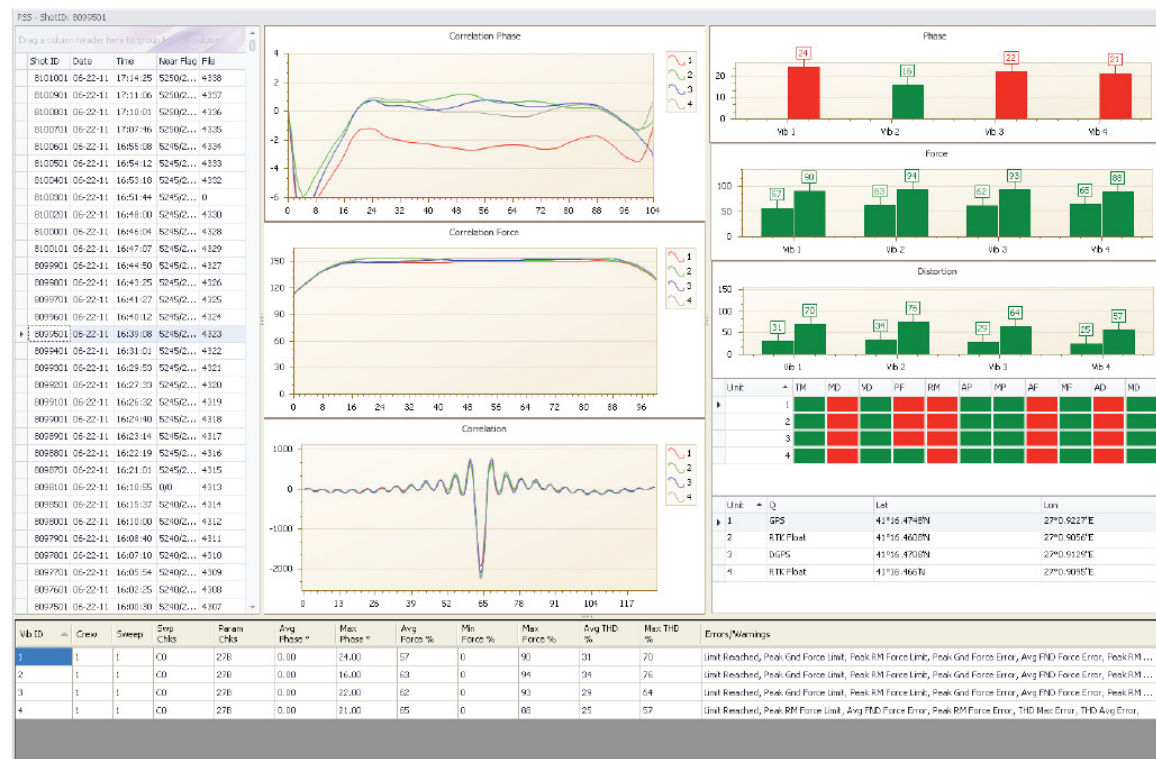 PSS - ShotID: 8099501
Drag a column header here to group by that column
Shot ID Date Time Near Flag File
8101001 06-22-11 17:14:25 5250/2... 4338
8100901 06-22-11 17:11:06 5250/2... 4337
8100801 06-22-11 17:10:01 5245/2... 4336
8100701 06-22-11 17:07:46 5245/2... 4335
8100601 06-22-11 16:55:08 5245/2... 4334
8100501 06-22-11 16:54:12 5245/2... 4333
8100401 06-22-11 16:53:18 5245/2... 4332
8100301 06-22-11 16:51:44 5245/2... 0
8100201 06-22-11 16:48:00 5245/2... 4330
8100001 06-22-11 16:46:04 5245/2... 4328
8100101 06-22-11 16:47:07 5245/2... 4329
8099901 06-22-11 16:44:50 5245/2... 4327
8099801 06-22-11 16:43:25 5245/2... 4326
8099701 06-22-11 16:41:27 5245/2... 4325
8099601 06-22-11 16:40:12 5245/2... 4324
8099501 06-22-11 16:39:08 5245/2... 4323
8099401 06-22-11 16:31:01 5245/2... 4322
8099301 06-22-11 16:29:53 5245/2... 4321
8099201 06-22-11 16:27:33 5245/2... 4320
8099101 06-22-11 16:26:32 5245/2... 4319
8099001 06-22-11 16:24:40 5245/2... 4318
8098901 06-22-11 16:23:14 5245/2... 4317
8098801 06-22-11 16:22:19 5245/2... 4316
8098701 06-22-11 16:21:01 5245/2... 4315
8098101 06-22-11 16:10:55 0/0 4313
8098501 06-22-11 16:15:37 5240/2... 4314
8098001 06-22-11 16:10:00 5240/2... 4312
8097901 06-22-11 16:08:40 5240/2... 4311
8097801 06-22-11 16:07:10 5240/2... 4310
8097701 06-22-11 16:05:54 5240/2... 4309
8097601 06-22-11 16:02:25 5240/2... 4308
8097501 06-22-11 16:00:30 5240/2... 4307
Correlation Phase
4
2
0
-2
-4
-6
0 8 16 24 32 40 48 56 64 72 80 88 96 104
1
2
3
4
Correlation Force
150
120
90
60
30
0
0 8 16 24 32 40 48 56 64 72 80 88 96
1
2
3
4
Correlation
1000
0
-1000
-2000
0 13 26 39 52 65 78 91 104 117
1
2
3
4
Phase
24 16 22 21
20
10
0
Vib 1 Vib 2 Vib 3 Vib 4
Force
57 90 63 94 62 93 65 88
100
50
0
Vib 1 Vib 2 Vib 3 Vib 4
Distortion
31 70 34 76 29 64 25 57
150
100
50
0
Vib 1 Vib 2 Vib 3 Vib 4
Unit TM MD VD PF RM AP MP AF MF AD MD
1
2
3
4
Unit Q Lat Lon
1 GPS 41°16.4748'N 27°0.9227'E
2 RTK Float 41°16.4608'N 27°0.9056'E
3 DGPS 41°16.4708'N 27°0.9129'E
4 RTK Float 41°16.466'N 27°0.9095'E
Vib ID Crew Sweep Swp Chks Param Chks Avg Phase ° Max Phase ° Avg Force % Min Force % Max Force % Avg THD % Max THD % Errors/Warnings
1 1 1 C0 27B 0.00 24.00 57 0 90 31 70 Limit Reached, Peak Gnd Force Limit, Peak RM Force Limit, Peak Gnd Force Error, Avg FND Force Error, Peak RM ...
2 1 1 C0 27B 0.00 16.00 63 0 94 34 76 Limit Reached, Peak Gnd Force Limit, Peak RM Force Limit, Peak Gnd Force Error, Avg FND Force Error, Peak RM ...
3 1 1 C0 27B 0.00 22.00 62 0 93 29 64 Limit Reached, Peak Gnd Force Limit, Peak RM Force Limit, Peak Gnd Force Error, Avg FND Force Error, Peak RM ...
4 1 1 C0 27B 0.00 21.00 65 0 88 25 57 Limit Reached, Peak RM Force Limit, Avg FND Force Error, Peak RM Force Error, THD Max Error, THD Avg Error,